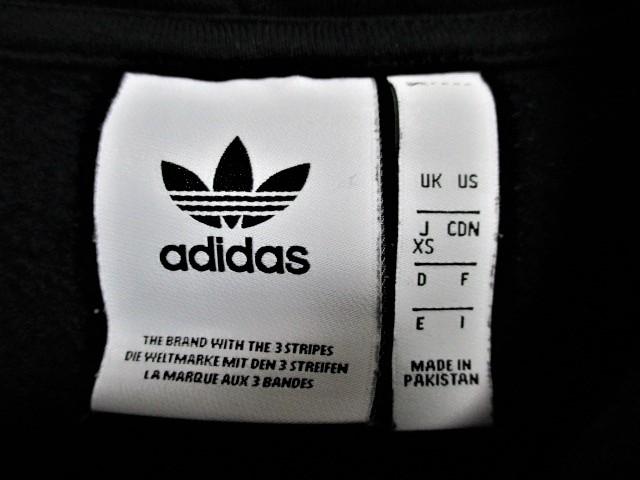 adidas
THE BRAND WITH THE 3 STRIPES
DIE WELTMARKE MIT DEN 3 STREIFEN
LA MARQUE AUX 3 BANDES
UK US
J CDN
XS
D F
E I
MADE IN
PAKISTAN